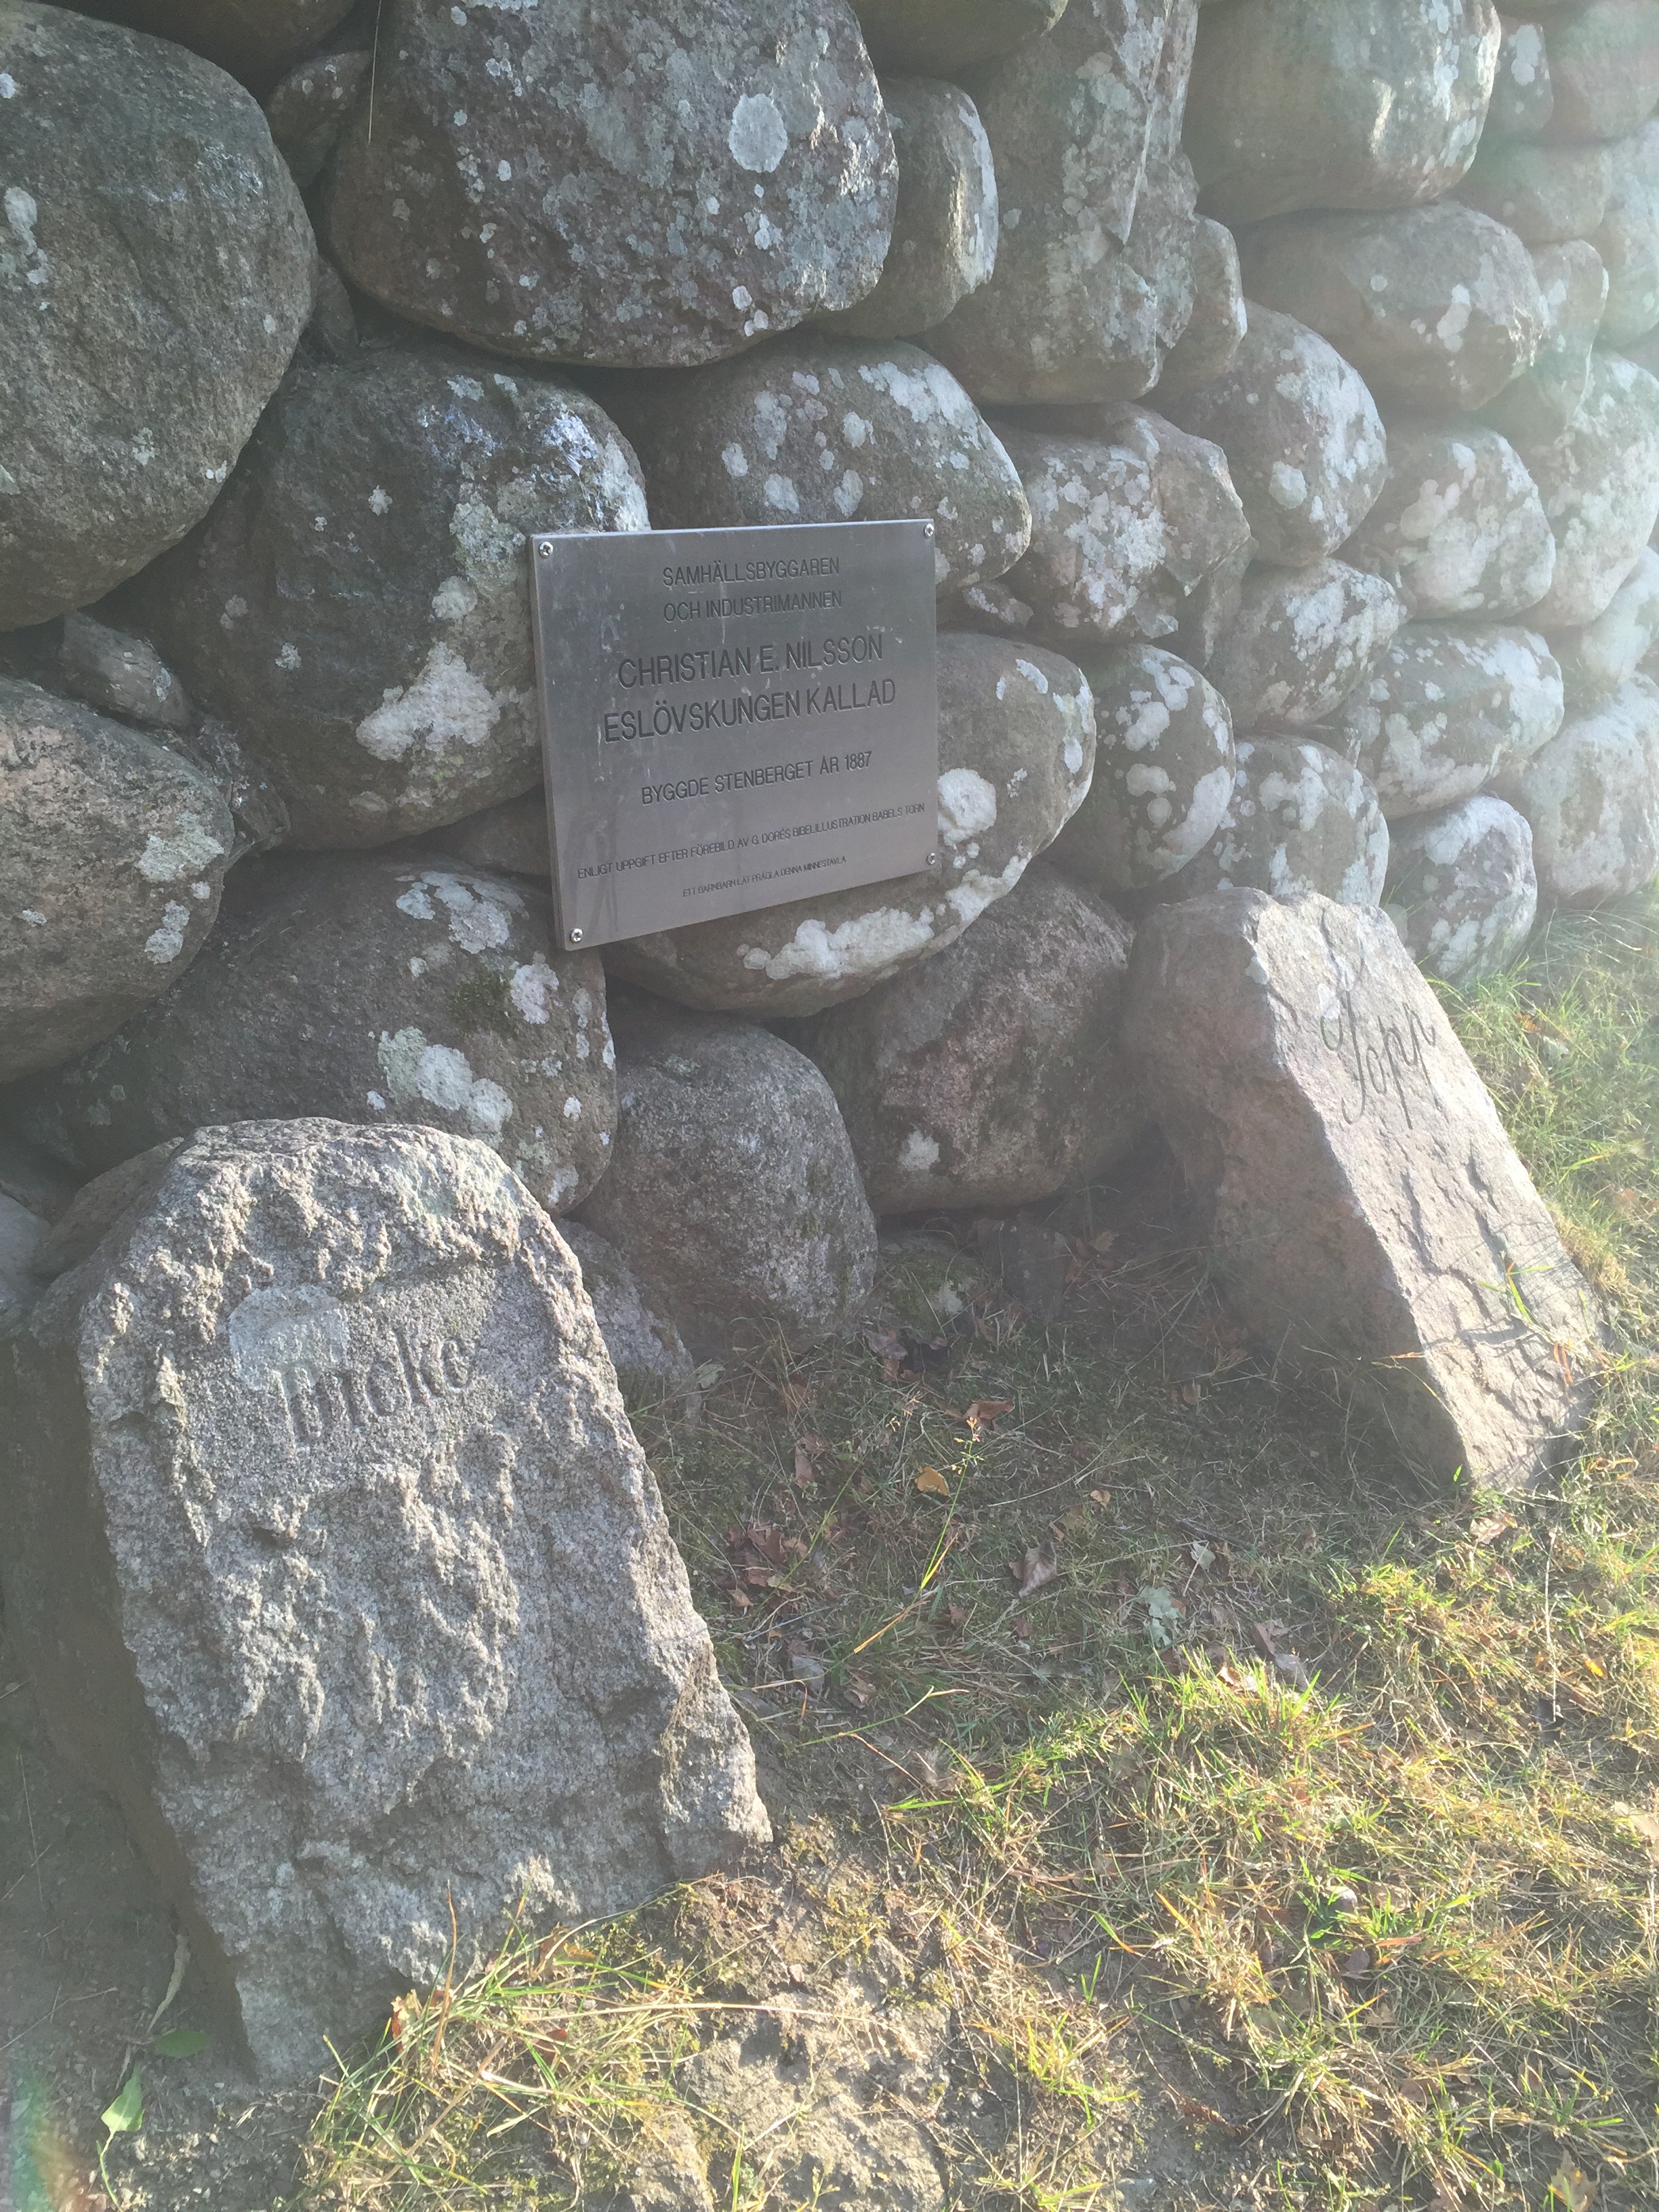 SAMHÄLLSBYGGAREN
OCH INDUSTRIMANNEN
CHRISTIAN E. NILSSON
ESLÖVSKUNGEN KALLAD
BYGGDE STENBERGET ÅR 1887
ENLIGT UPPGIFT EFTER FÖREBILD AV G. DORÉS BIBELILLUSTRATION BABELS TORN
ETT BARNBARN LÄT PRÄGLA DENNA MINNESTAVLA
Topp